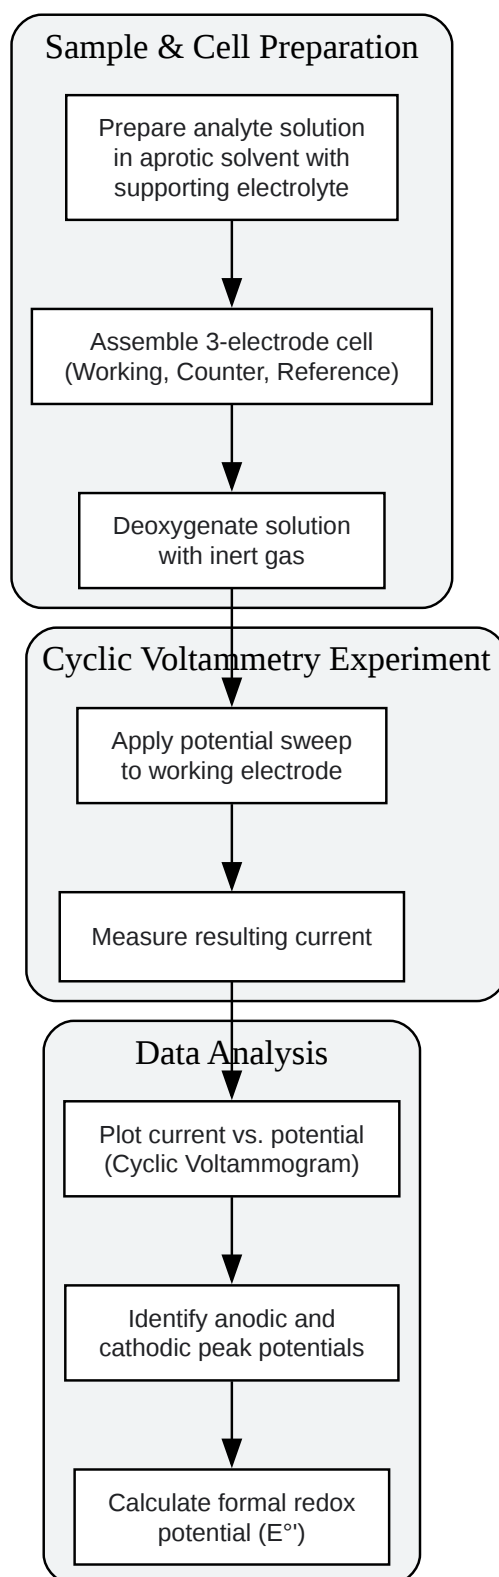 Sample & Cell Preparation
Prepare analyte solution
in aprotic solvent with
supporting electrolyte
Assemble 3-electrode cell
(Working, Counter, Reference)
Deoxygenate solution
with inert gas
Cyclic Voltammetry Experiment
Apply potential sweep
to working electrode
Measure resulting current
Data Analysis
Plot current vs. potential
(Cyclic Voltammogram)
Identify anodic and
cathodic peak potentials
Calculate formal redox
potential (E°')